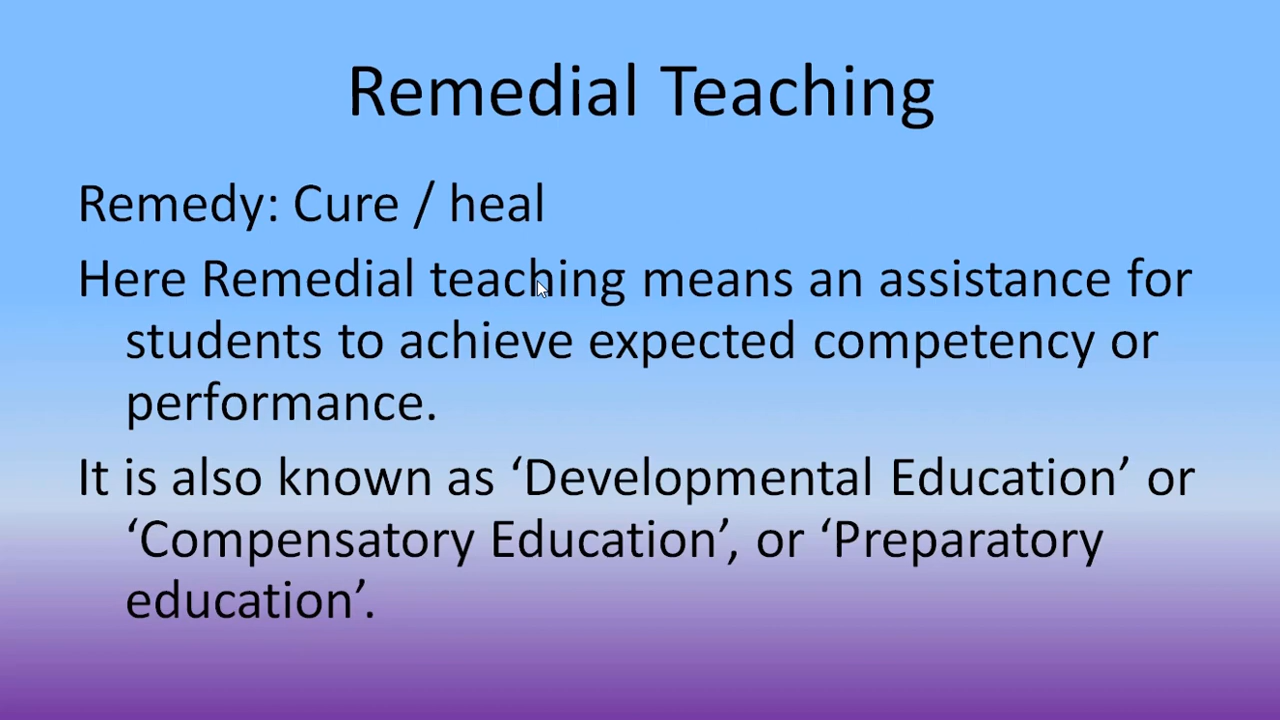 Remedial Teaching
Remedy: Cure / heal
Here Remedial teaching means an assistance for
students to achieve expected competency or
performance.
It is also known as ‘Developmental Education’ or
‘Compensatory Education’, or ‘Preparatory
education’.